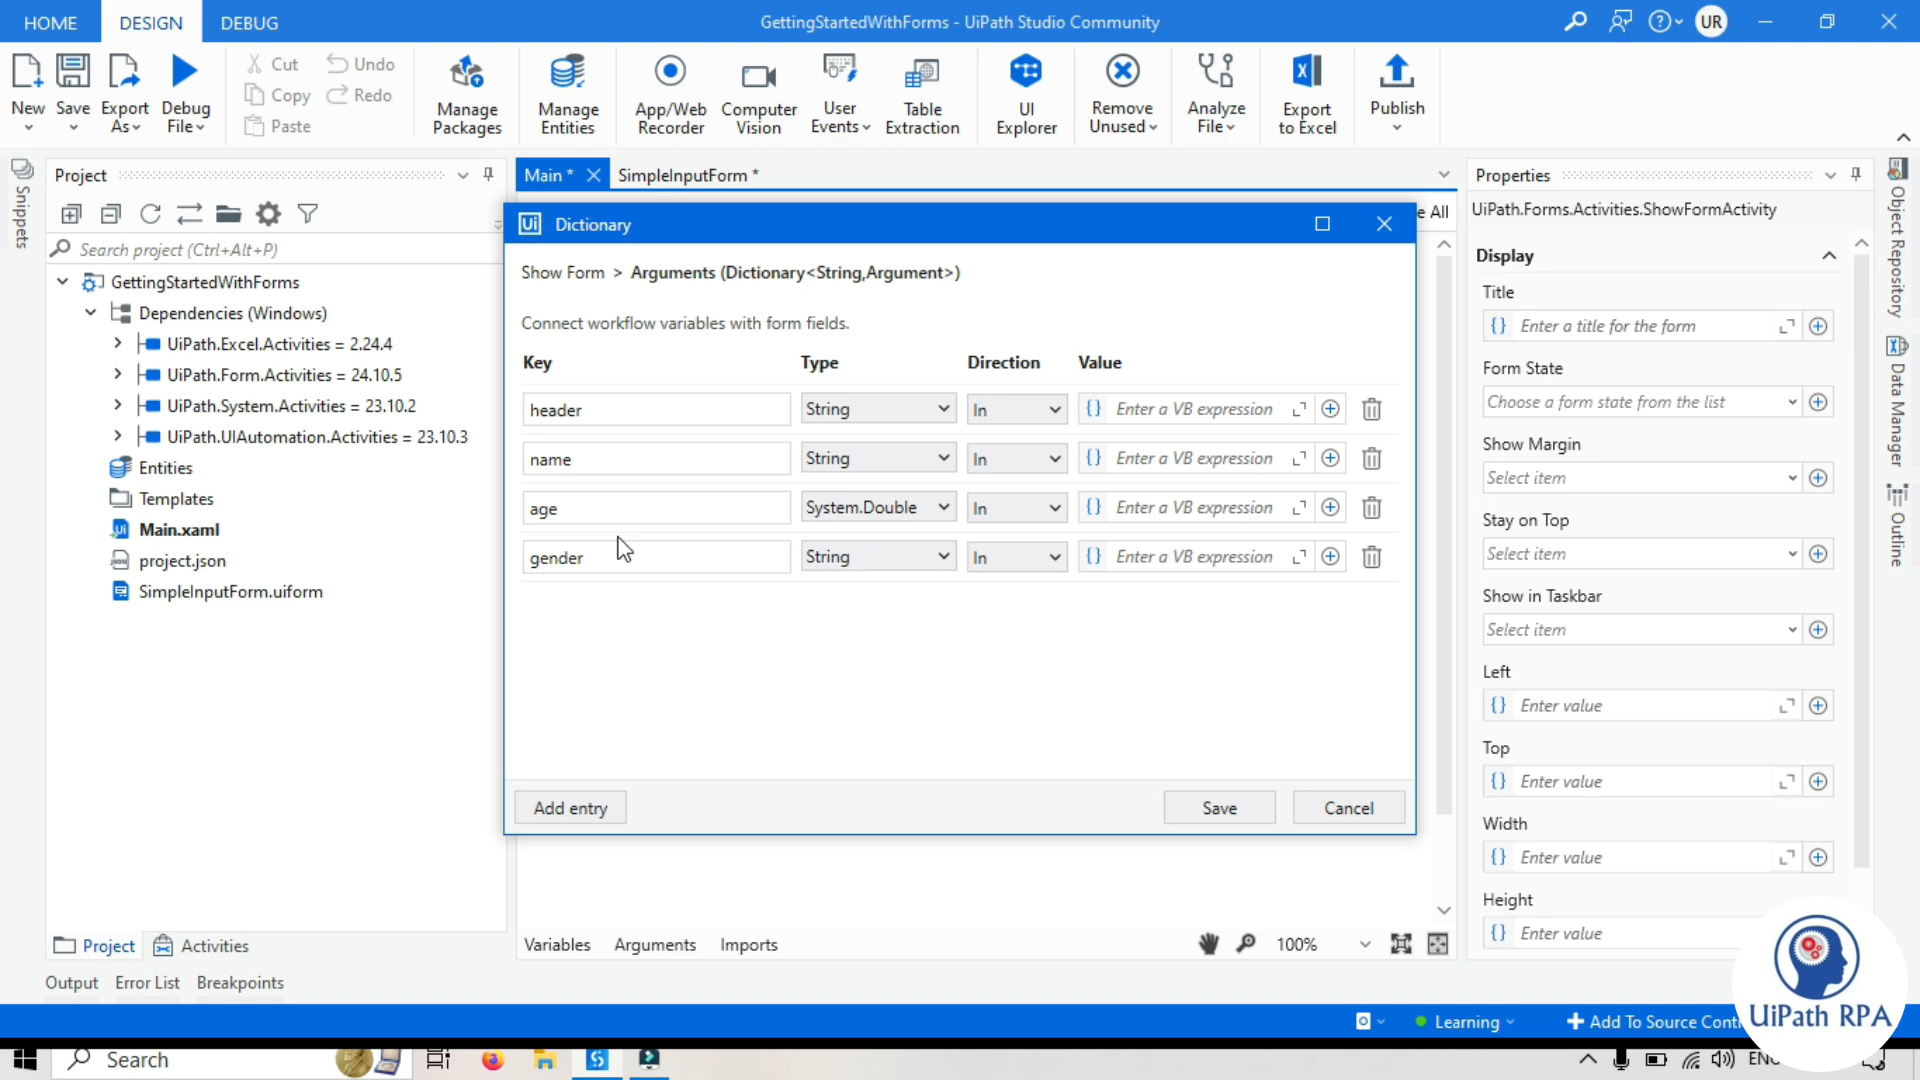 HOME DESIGN DEBUG GettingStartedWithForms - UiPath Studio Community UR
New Save Export As Debug File Cut Copy Paste Undo Redo Manage Packages Manage Entities App/Web Recorder Computer Vision User Events Table Extraction UI Explorer Remove Unused Analyze File Export to Excel Publish
Snippets
Project
Search project (Ctrl+Alt+P)
GettingStartedWithForms
Dependencies (Windows)
UiPath.Excel.Activities = 2.24.4
UiPath.Form.Activities = 24.10.5
UiPath.System.Activities = 23.10.2
UiPath.UIAutomation.Activities = 23.10.3
Entities
Templates
Main.xaml
project.json
SimpleInputForm.uiform
Project Activities
Output Error List Breakpoints
Main * SimpleInputForm *
e All
Ui Dictionary
Show Form > Arguments (Dictionary<String,Argument>)
Connect workflow variables with form fields.
Key Type Direction Value
header String In Enter a VB expression
name String In Enter a VB expression
age System.Double In Enter a VB expression
gender String In Enter a VB expression
Add entry Save Cancel
Variables Arguments Imports 100%
Properties
UiPath.Forms.Activities.ShowFormActivity
Display
Title
Enter a title for the form
Form State
Choose a form state from the list
Show Margin
Select item
Stay on Top
Select item
Show in Taskbar
Select item
Left
Enter value
Top
Enter value
Width
Enter value
Height
Enter value
Object Repository
Data Manager
Outline
Learning Add To Source Cont
UiPath RPA
Search